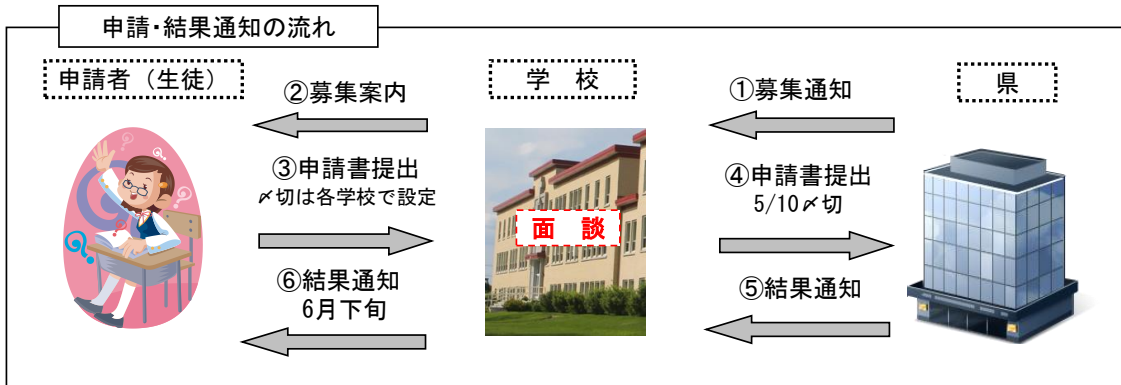 申請・結果通知の流れ
申請者（生徒）
学　校
県
②募集案内
①募集通知
③申請書提出
〆切は各学校で設定
④申請書提出
5/10〆切
面　談
⑥結果通知
6月下旬
⑤結果通知